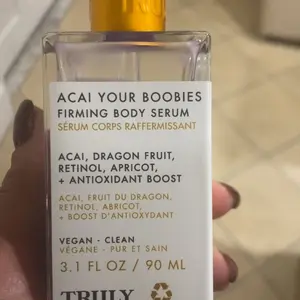 ACAI YOUR BOOBIES
FIRMING BODY SERUM
SÉRUM CORPS RAFFERMISSANT
ACAI, DRAGON FRUIT,
RETINOL, APRICOT,
+ ANTIOXIDANT BOOST
ACAI, FRUIT DU DRAGON,
RETINOL, ABRICOT,
+ BOOST D'ANTIOXYDANT
VEGAN - CLEAN
VÉGANE - PUR ET SAIN
3.1 FL OZ / 90 ML
TRULY